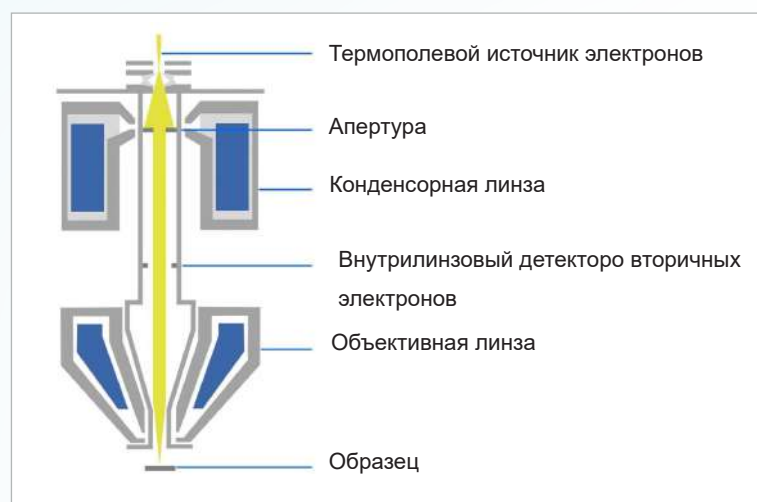 Термополевой источник электронов
Апертура
Конденсорная линза
Внутрилинзовый детекторо вторичных
электронов
Объективная линза
Образец